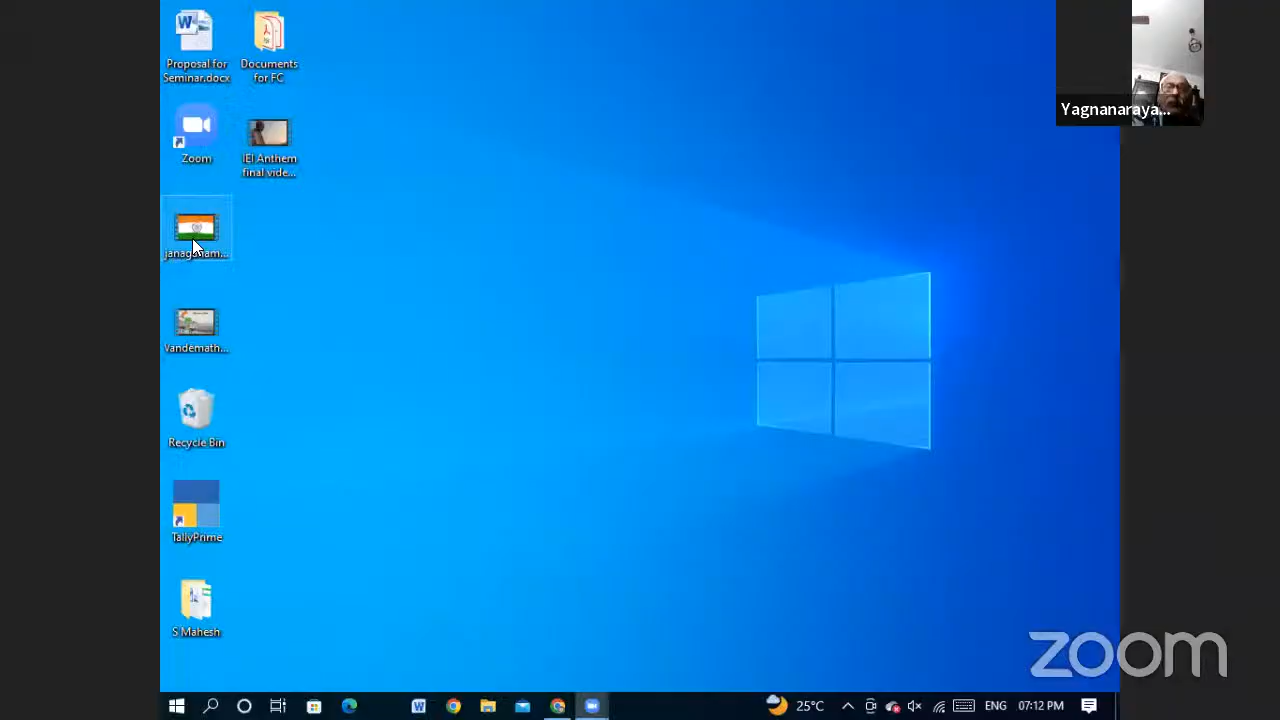 Proposal for
Seminar.docx
Documents
for FC
Yagnanaraya...
Zoom
IEI Anthem
final vide...
janaganam...
Vandemath...
Recycle Bin
TallyPrime
S Mahesh
zoom
25°C
ENG
07:12 PM